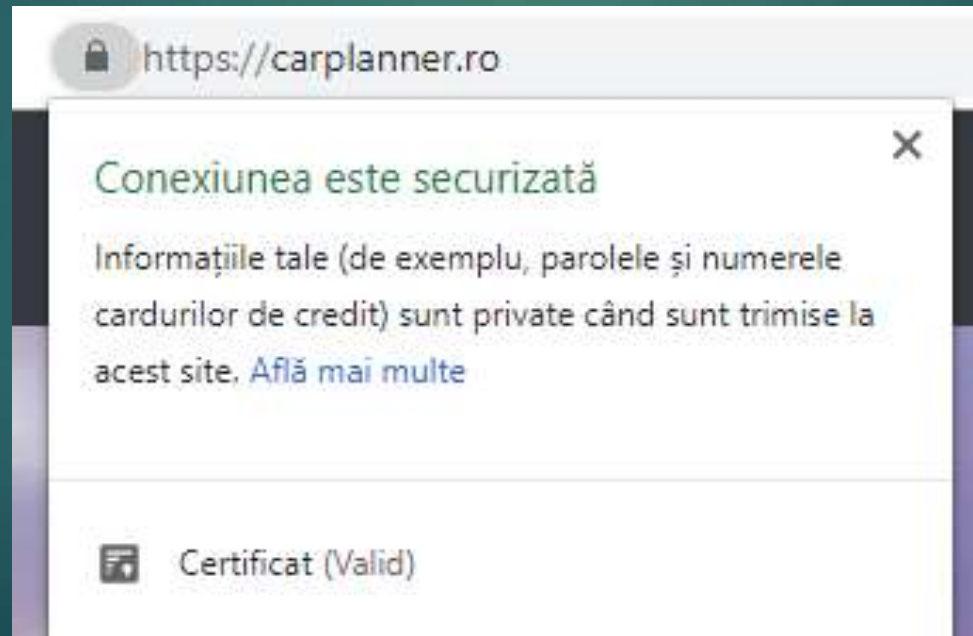 https://carplanner.ro
Conexiunea este securizată
Informațiile tale (de exemplu, parolele și numerele
cardurilor de credit) sunt private când sunt trimise la
acest site. Află mai multe
Certificat (Valid)